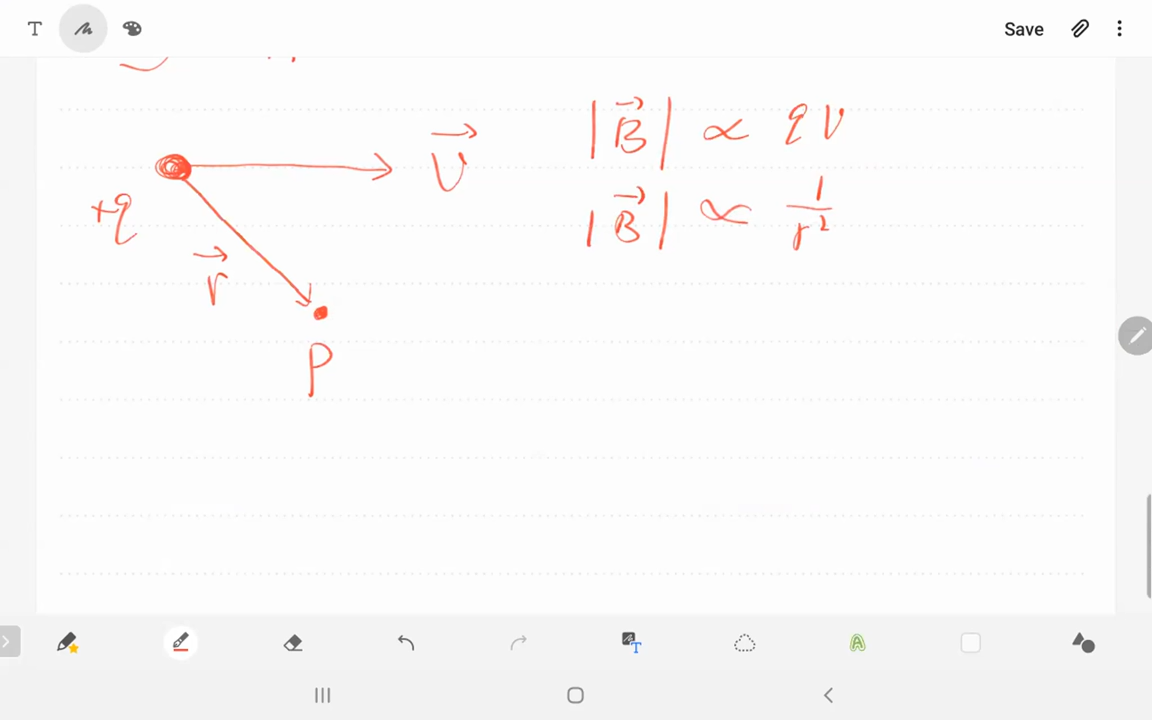 T Save
|B⃗| ∝ qv
v⃗
+q
|B⃗| ∝ 1/r²
r⃗
P